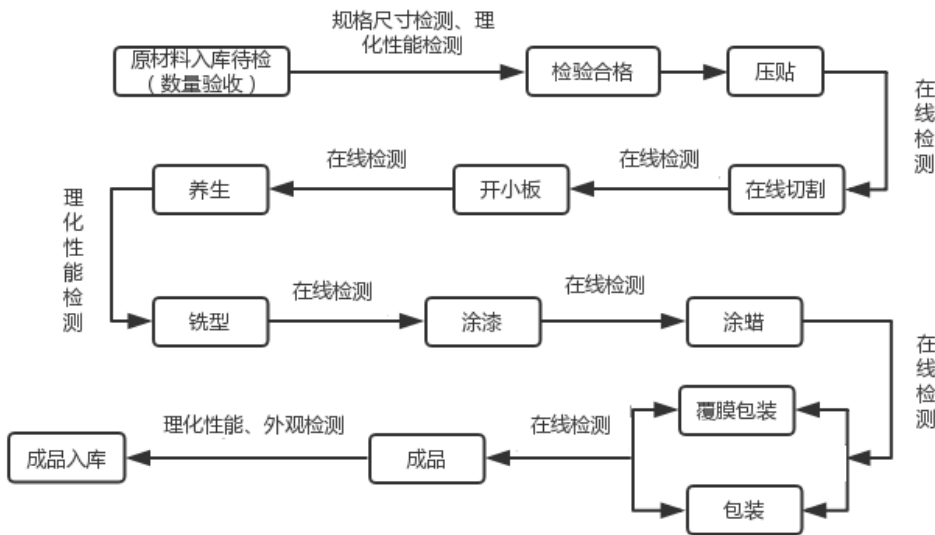 规格尺寸检测、理
化性能检测
原材料入库待检
（数量验收）
检验合格
压贴
在线检测
在线切割
在线检测
开小板
在线检测
养生
理化性能检测
铣型
在线检测
涂漆
在线检测
涂蜡
在线检测
覆膜包装
包装
在线检测
成品
理化性能、外观检测
成品入库